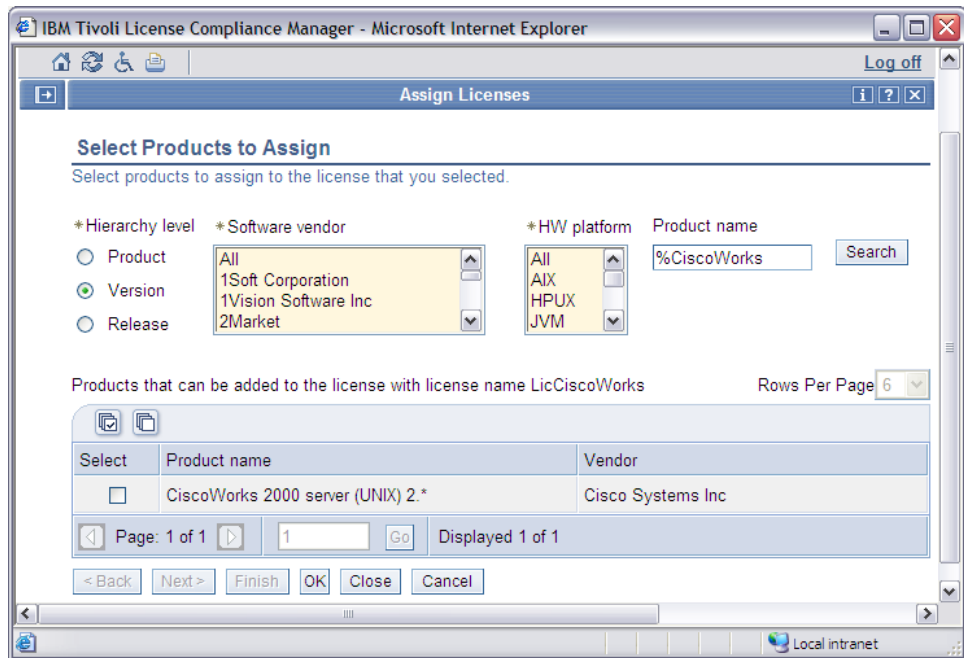 IBM Tivoli License Compliance Manager - Microsoft Internet Explorer
Log off
Assign Licenses
i ? x
Select Products to Assign
Select products to assign to the license that you selected.
*Hierarchy level *Software vendor *HW platform Product name
Product All All %CiscoWorks Search
1Soft Corporation AIX
Version 1Vision Software Inc HPUX
Release 2Market JVM
Products that can be added to the license with license name LicCiscoWorks Rows Per Page 6
Select Product name Vendor
CiscoWorks 2000 server (UNIX) 2.* Cisco Systems Inc
Page: 1 of 1 1 Go Displayed 1 of 1
< Back Next > Finish OK Close Cancel
Local intranet